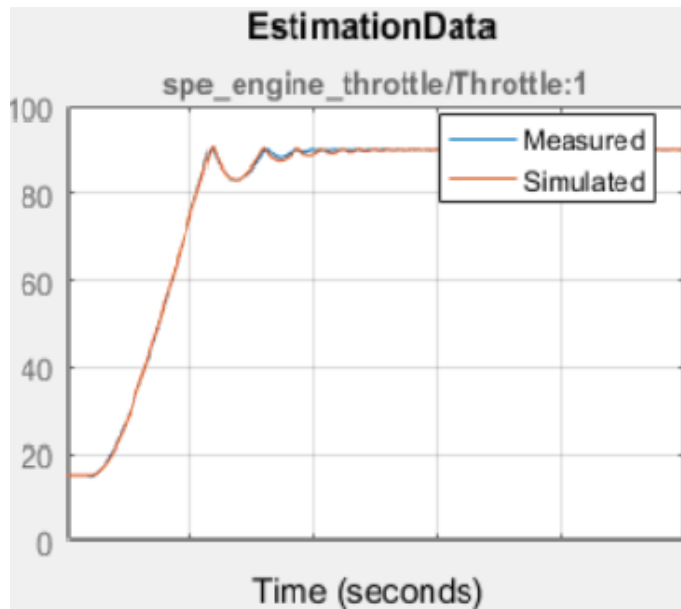 EstimationData
spe_engine_throttle/Throttle:1
100
80
60
40
20
0
Measured
Simulated
Time (seconds)